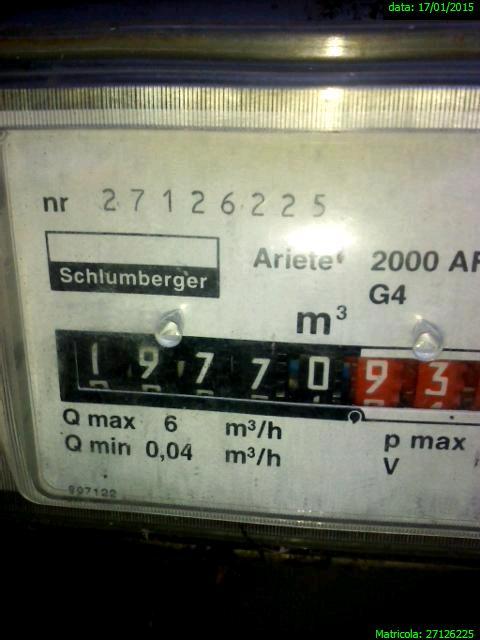 data: 17/01/2015
nr 27126225
Schlumberger
Ariete 2000
G4
m³
1977093
Q max 6 m³/h
Q min 0,04 m³/h
p max
V
907122
Matricola: 27126225